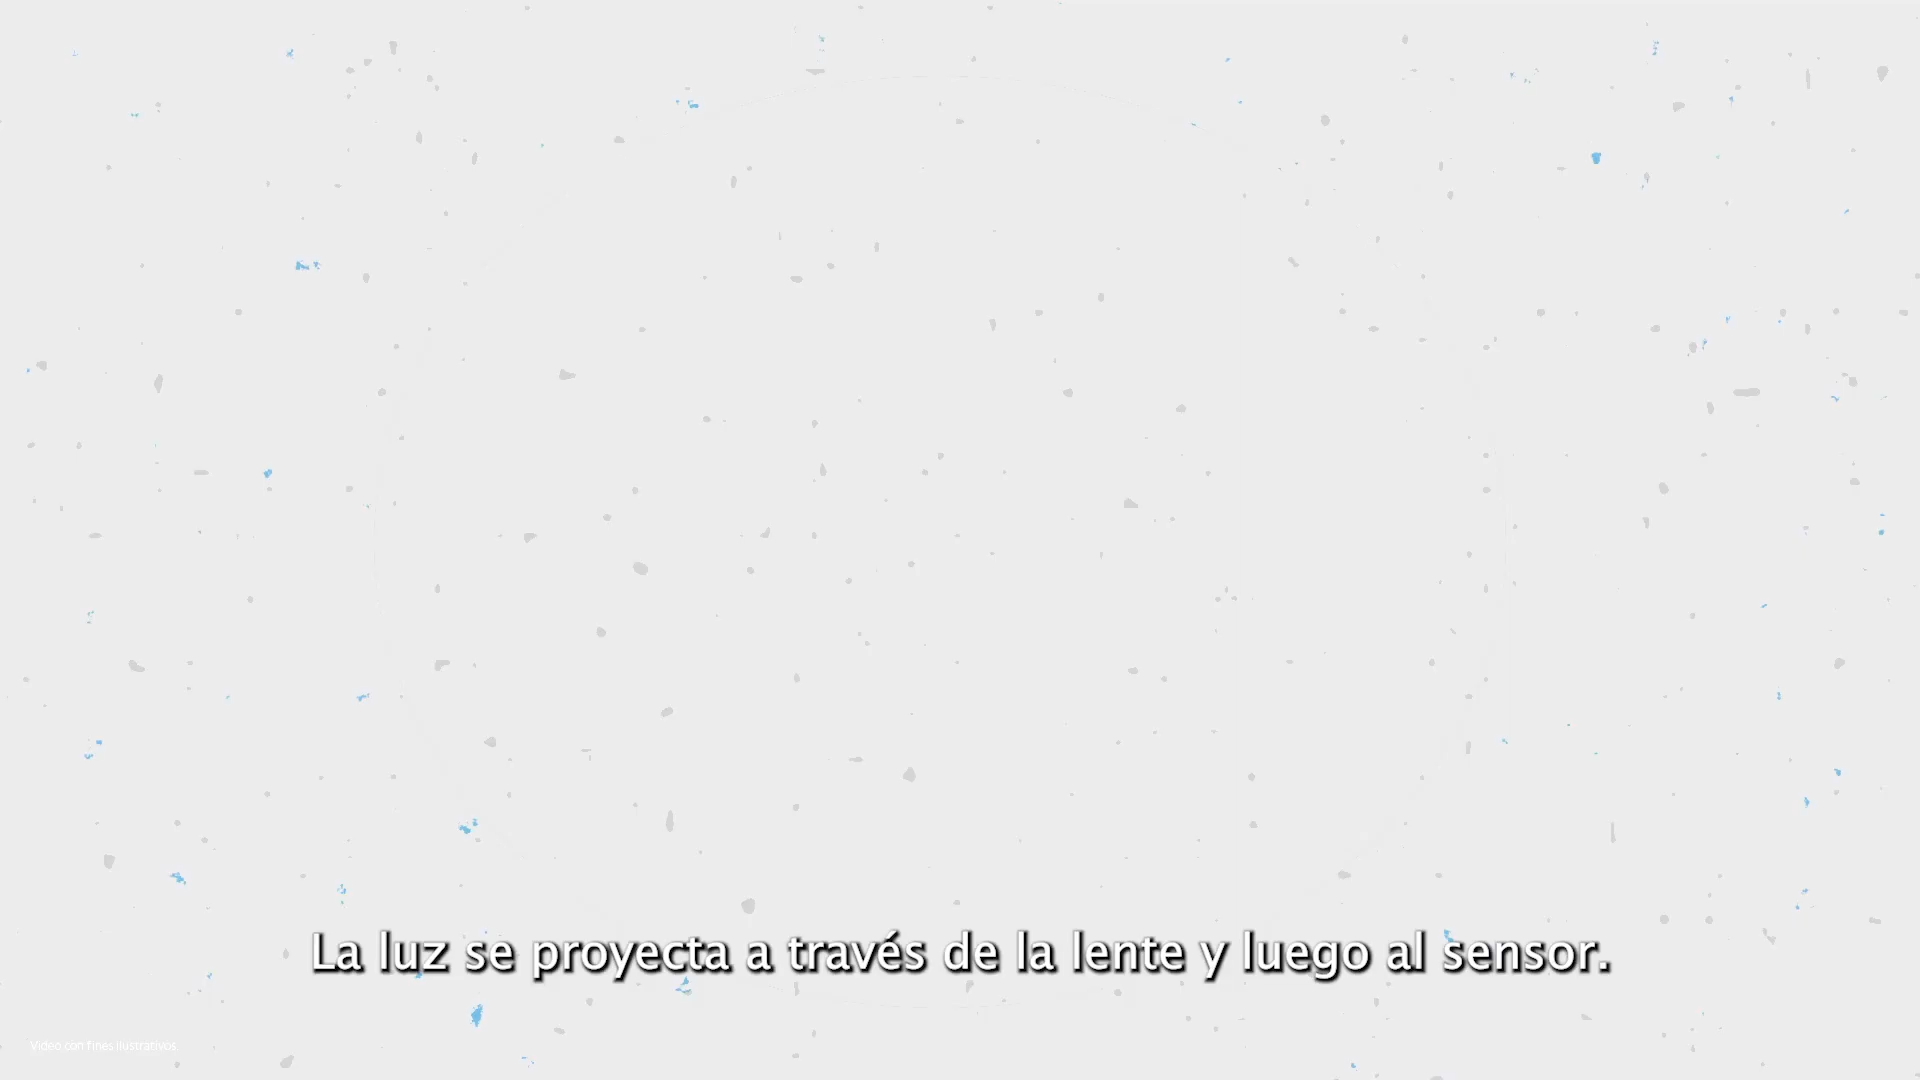 La luz se proyecta a través de la lente y luego al sensor.
Video con fines ilustrativos